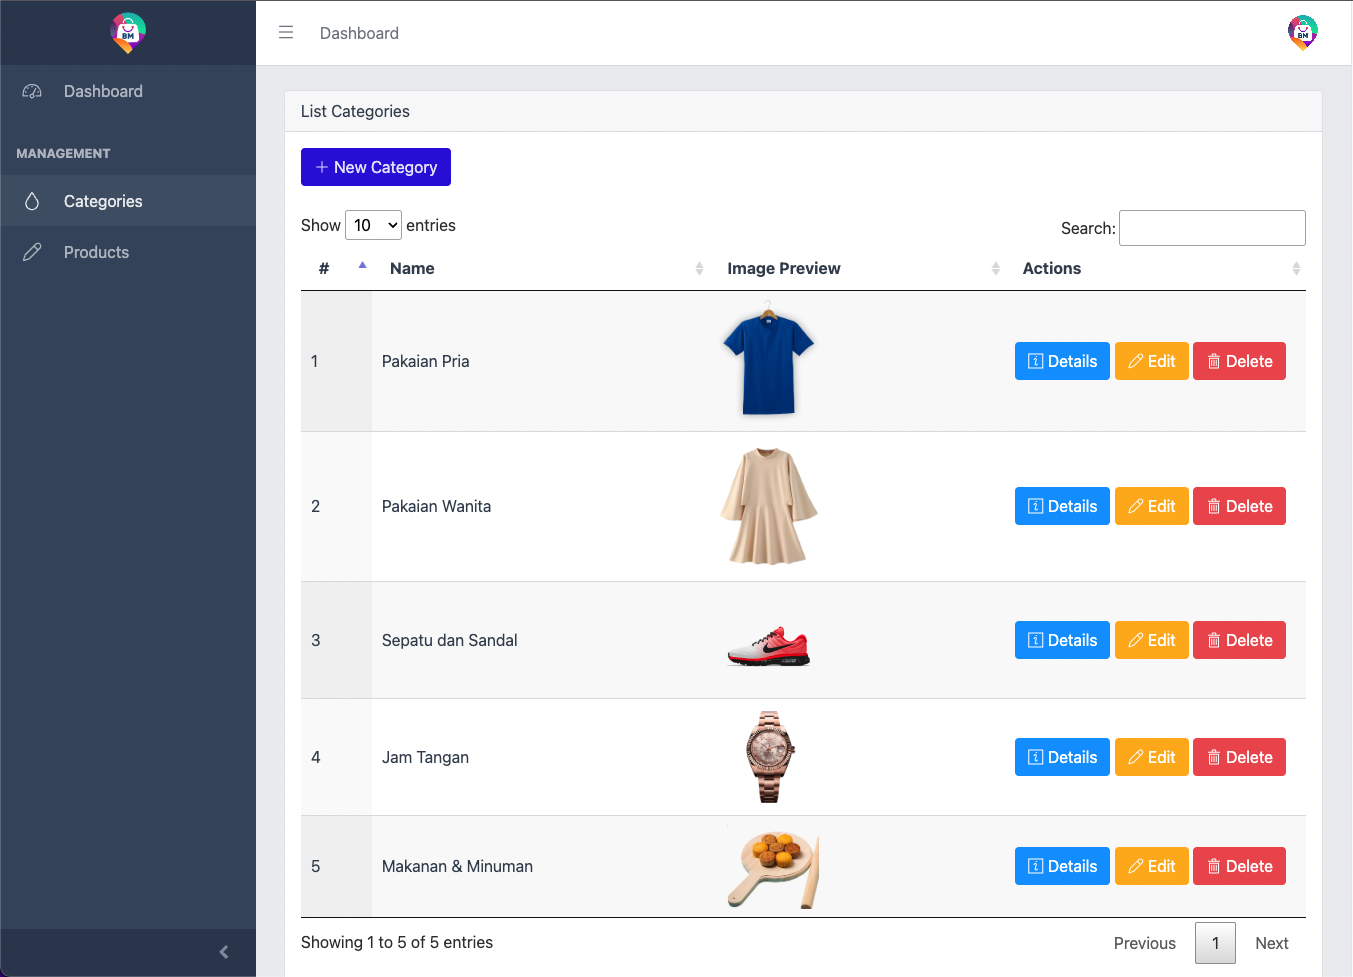 BM
Dashboard
BM
Dashboard
MANAGEMENT
Categories
Products
List Categories
+ New Category
Show 10 entries
Search:
# Name Image Preview Actions
1 Pakaian Pria Details Edit Delete
2 Pakaian Wanita Details Edit Delete
3 Sepatu dan Sandal Details Edit Delete
4 Jam Tangan Details Edit Delete
5 Makanan & Minuman Details Edit Delete
Showing 1 to 5 of 5 entries
Previous 1 Next